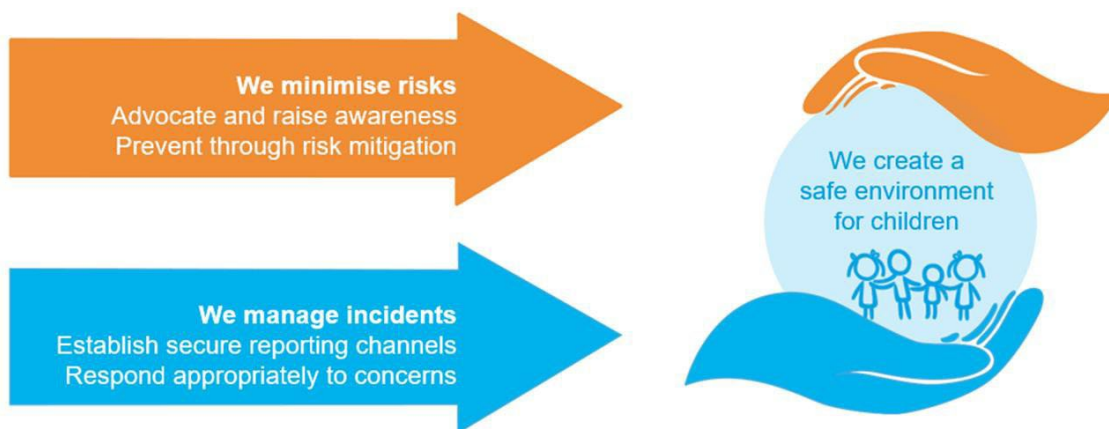 We minimise risks
Advocate and raise awareness
Prevent through risk mitigation
We create a
safe environment
for children
We manage incidents
Establish secure reporting channels
Respond appropriately to concerns